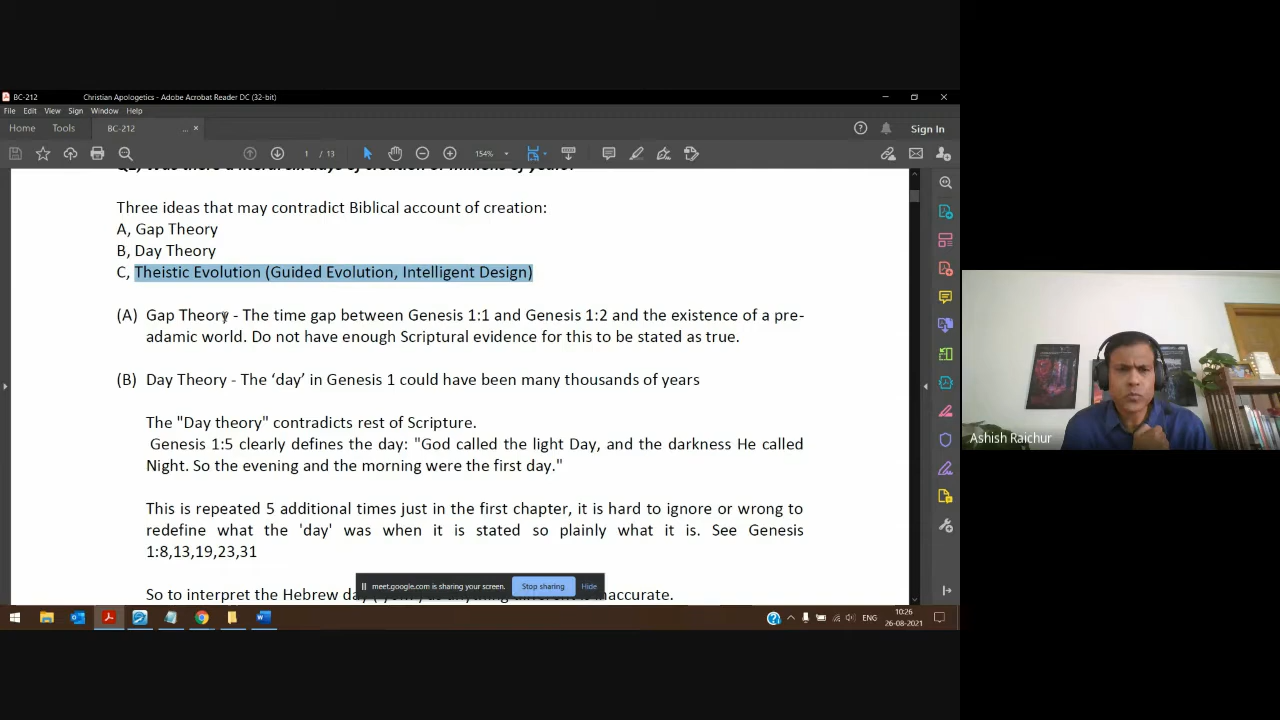 BC-212 Christian Apologetics - Adobe Acrobat Reader DC (32-bit)
File Edit View Sign Window Help
Home Tools BC-212 ... × Sign In
1 / 13 154%
Three ideas that may contradict Biblical account of creation:
A, Gap Theory
B, Day Theory
C, Theistic Evolution (Guided Evolution, Intelligent Design)
(A) Gap Theory - The time gap between Genesis 1:1 and Genesis 1:2 and the existence of a pre-
adamic world. Do not have enough Scriptural evidence for this to be stated as true.
(B) Day Theory - The ‘day’ in Genesis 1 could have been many thousands of years
The "Day theory" contradicts rest of Scripture.
Genesis 1:5 clearly defines the day: "God called the light Day, and the darkness He called
Night. So the evening and the morning were the first day."
This is repeated 5 additional times just in the first chapter, it is hard to ignore or wrong to
redefine what the 'day' was when it is stated so plainly what it is. See Genesis
1:8,13,19,23,31
meet.google.com is sharing your screen. Stop sharing Hide
So to interpret the Hebrew day inaccurate.
ENG 10:26
26-08-2021
Ashish Raichur